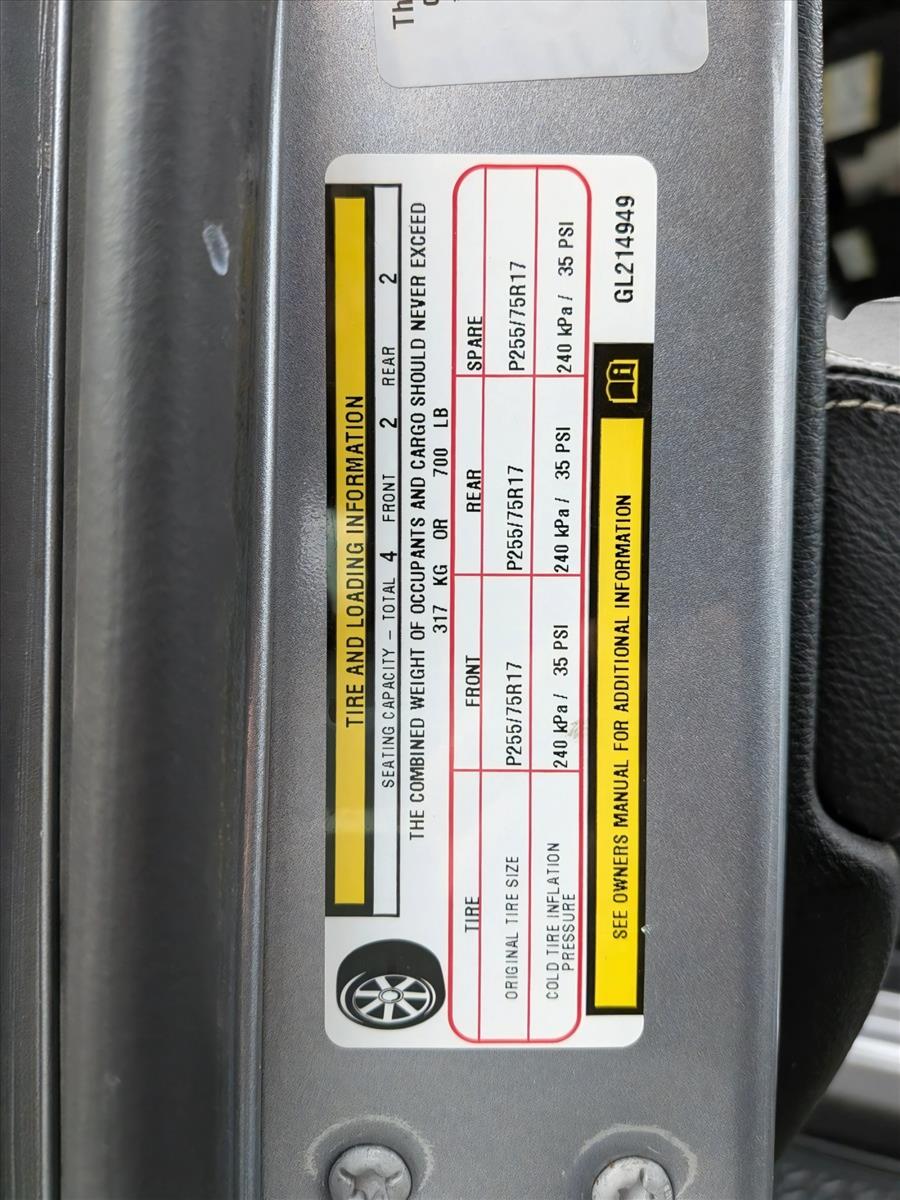 Th
TIRE AND LOADING INFORMATION
SEATING CAPACITY – TOTAL 4 FRONT 2 REAR 2
THE COMBINED WEIGHT OF OCCUPANTS AND CARGO SHOULD NEVER EXCEED
317 KG OR 700 LB
TIRE FRONT REAR SPARE
ORIGINAL TIRE SIZE P255/75R17 P255/75R17 P255/75R17
COLD TIRE INFLATION
PRESSURE 240 kPa / 35 PSI 240 kPa / 35 PSI 240 kPa / 35 PSI
SEE OWNERS MANUAL FOR ADDITIONAL INFORMATION
GL214949